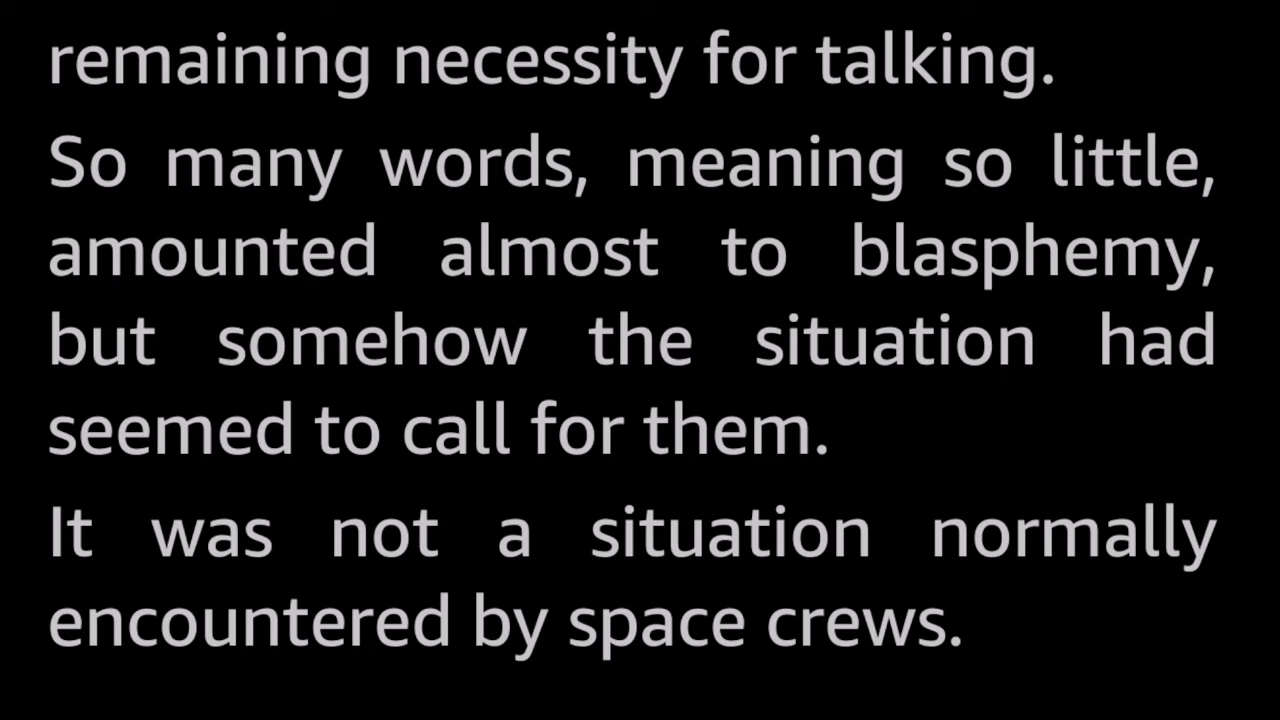 remaining necessity for talking.
So many words, meaning so little,
amounted almost to blasphemy,
but somehow the situation had
seemed to call for them.
It was not a situation normally
encountered by space crews.